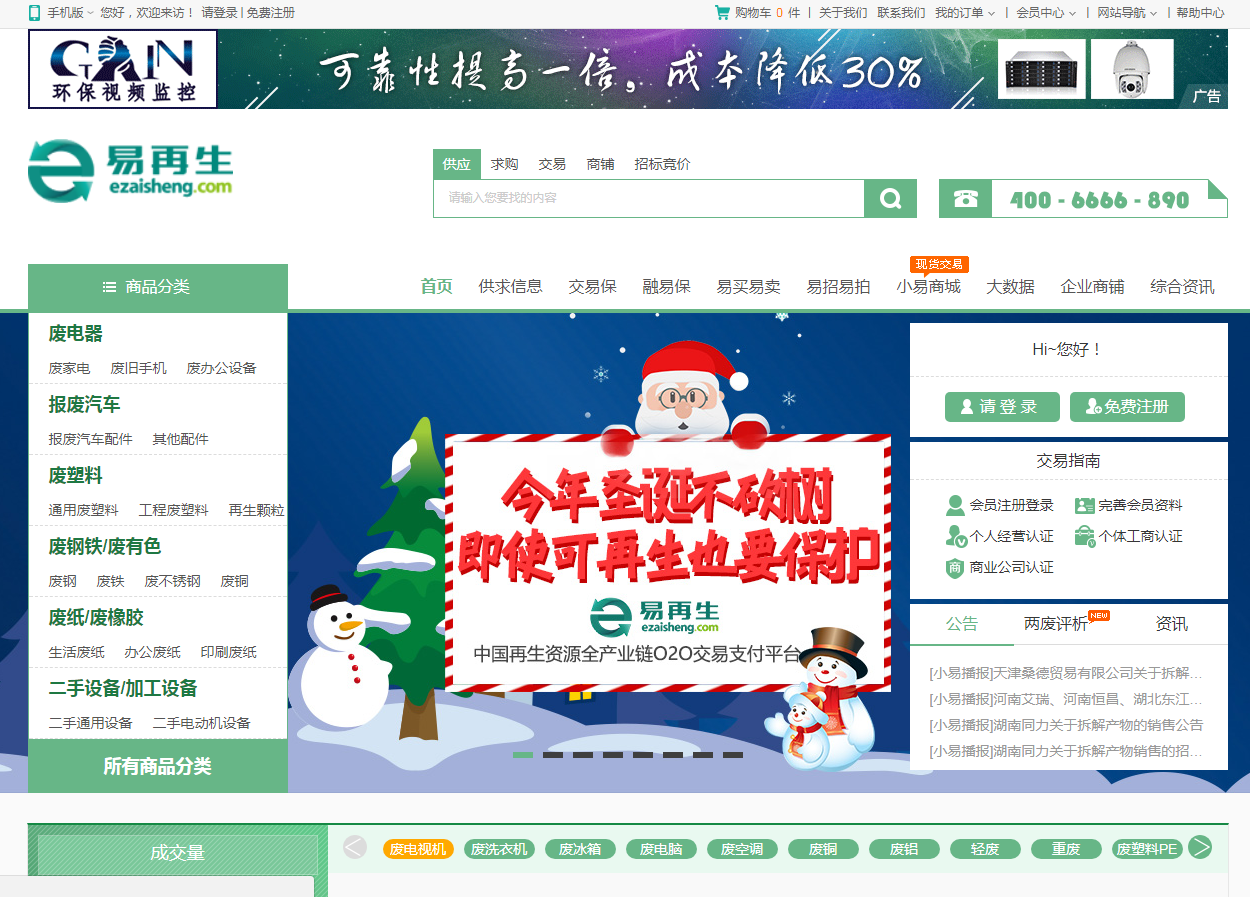 手机版 您好，欢迎来访！ 请登录 | 免费注册 购物车 0 件 | 关于我们 联系我们 我的订单 | 会员中心 | 网站导航 | 帮助中心
GTAIN
环保视频监控
可靠性提高一倍。成本降低30%
广告
易再生
ezaisheng.com
供应 求购 交易 商铺 招标竞价
请输入您要找的内容
400 - 6666 - 890
现货交易
商品分类 首页 供求信息 交易保 融易保 易买易卖 易招易拍 小易商城 大数据 企业商铺 综合资讯
废电器
废家电 废旧手机 废办公设备
报废汽车
报废汽车配件 其他配件
废塑料
通用废塑料 工程废塑料 再生颗粒
废钢铁/废有色
废钢 废铁 废不锈钢 废铜
废纸/废橡胶
生活废纸 办公废纸 印刷废纸
二手设备/加工设备
二手通用设备 二手电动机设备
所有商品分类
今年圣诞不砍树
即使可再生也要保护
易再生
ezaisheng.com
中国再生资源全产业链O2O交易支付平台
Hi~您好！
请 登 录 免费注册
交易指南
会员注册登录 完善会员资料
个人经营认证 个体工商认证
商 商业公司认证
公告 两废评析 NEW 资讯
[小易播报]天津桑德贸易有限公司关于拆解...
[小易播报]河南艾瑞、河南恒昌、湖北东江...
[小易播报]湖南同力关于拆解产物的销售公告
[小易播报]湖南同力关于拆解产物销售的招...
成交量 < 废电视机 废洗衣机 废冰箱 废电脑 废空调 废铜 废铝 轻废 重废 废塑料PE >